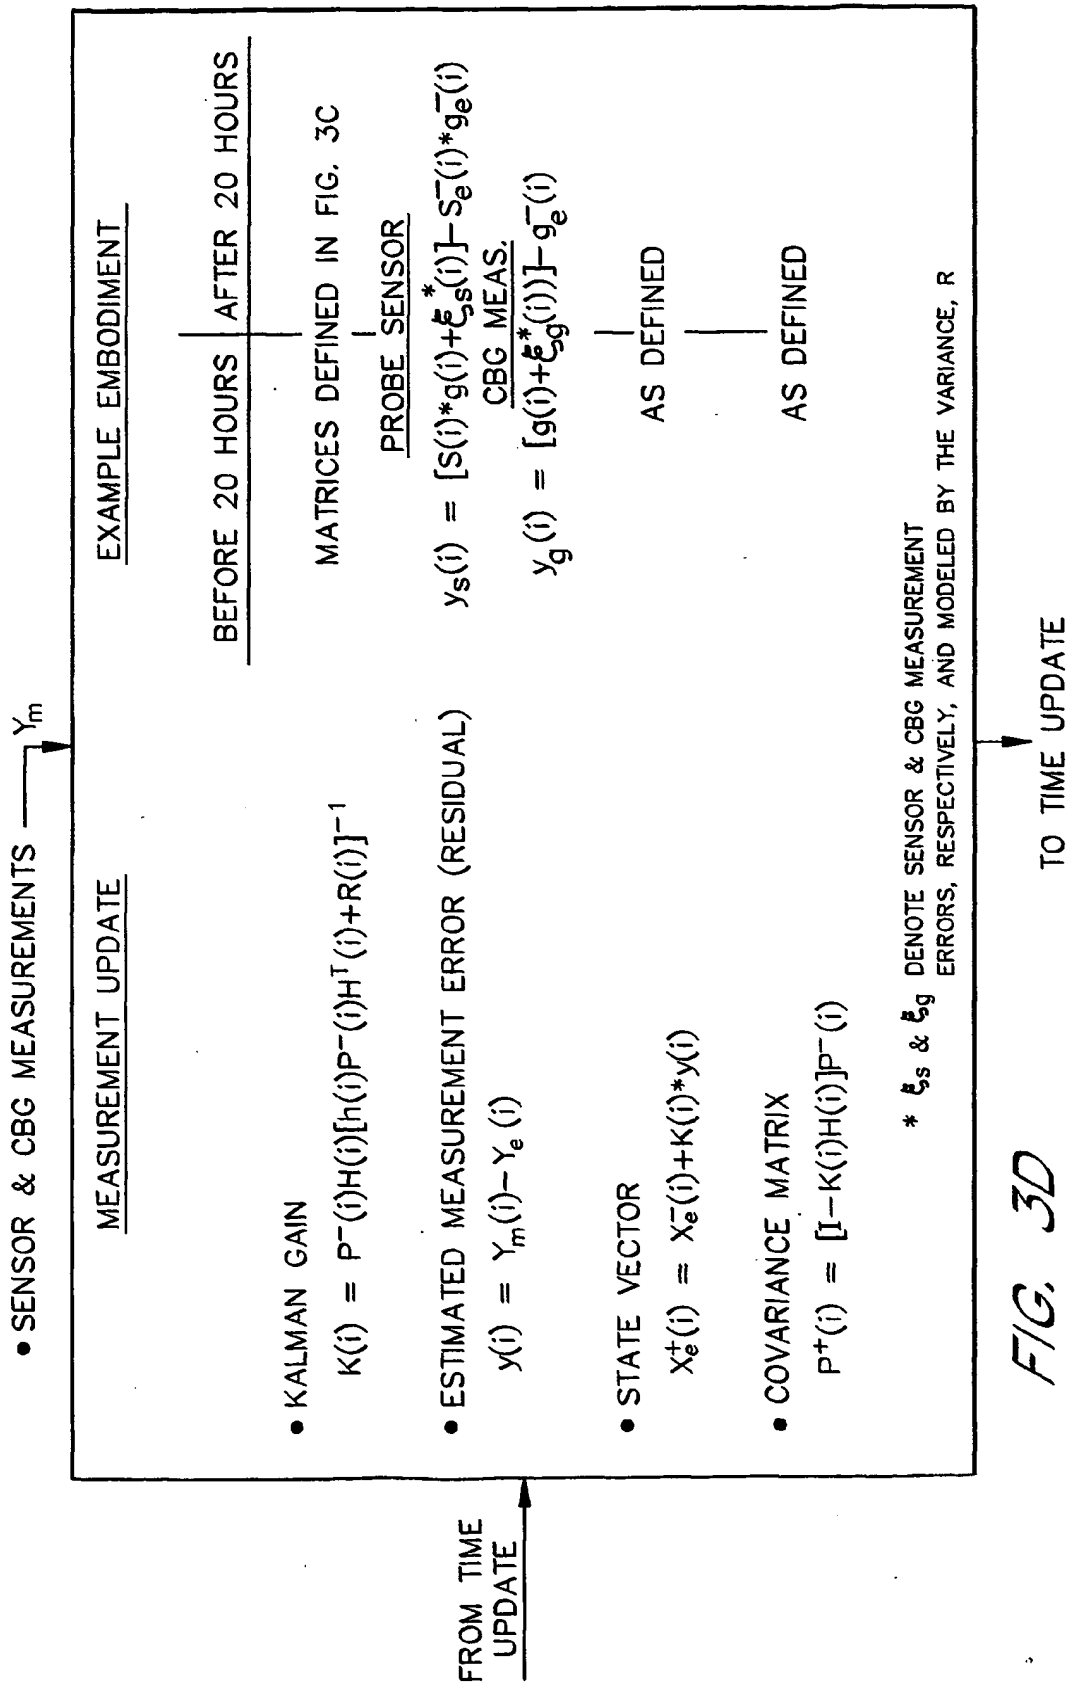 • SENSOR & CBG MEASUREMENTS
Y_m
FROM TIME
UPDATE
MEASUREMENT UPDATE
• KALMAN GAIN
K(i) = P⁻(i)H(i)[h(i)P⁻(i)Hᵀ(i)+R(i)]⁻¹
• ESTIMATED MEASUREMENT ERROR (RESIDUAL)
y(i) = Y_m(i)−Y_e(i)
• STATE VECTOR
X_e⁺(i) = X_e⁻(i)+K(i)*y(i)
• COVARIANCE MATRIX
P⁺(i) = [I−K(i)H(i)]P⁻(i)
EXAMPLE EMBODIMENT
BEFORE 20 HOURS
AFTER 20 HOURS
MATRICES DEFINED IN FIG. 3C
PROBE SENSOR
y_s(i) = [S(i)*g(i)+ξ_s*(i)]−S_e⁻(i)*g_e⁻(i)
CBG MEAS.
y_g(i) = [g(i)+ξ_g*(i))]−g_e⁻(i)
AS DEFINED
AS DEFINED
* ξ_s & ξ_g DENOTE SENSOR & CBG MEASUREMENT
ERRORS, RESPECTIVELY, AND MODELED BY THE VARIANCE, R
TO TIME UPDATE
FIG. 3D